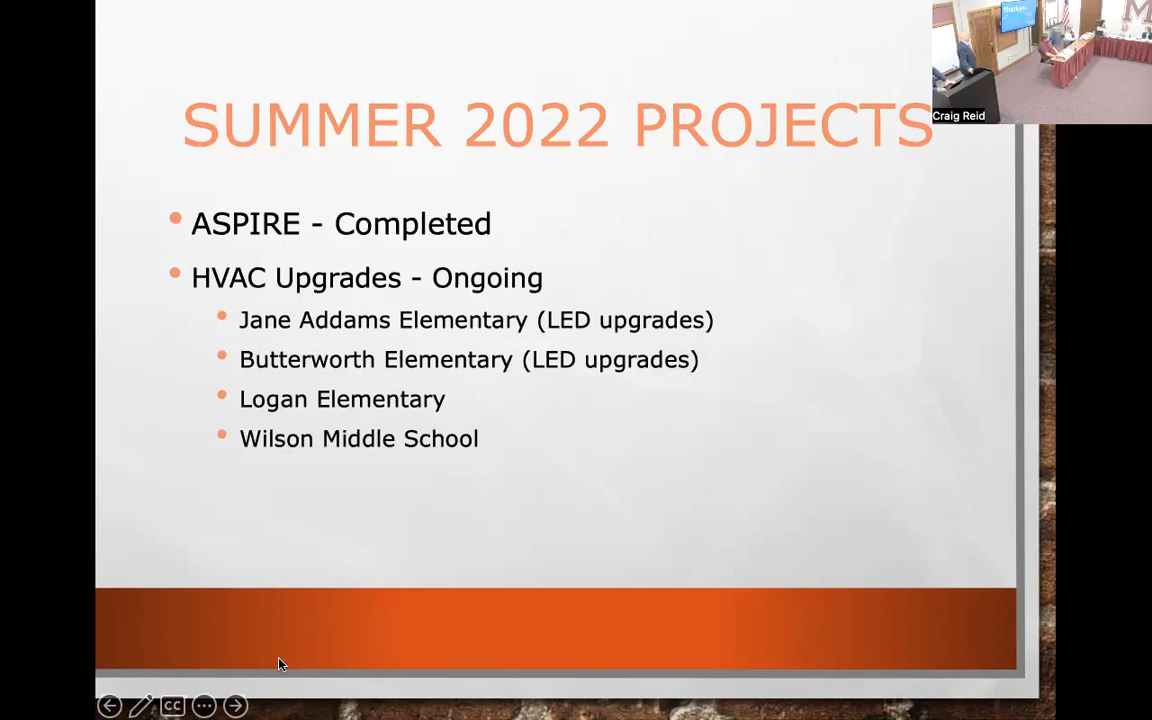 SUMMER 2022 PROJECTS
Craig Reid
• ASPIRE - Completed
• HVAC Upgrades - Ongoing
• Jane Addams Elementary (LED upgrades)
• Butterworth Elementary (LED upgrades)
• Logan Elementary
• Wilson Middle School
CC
M